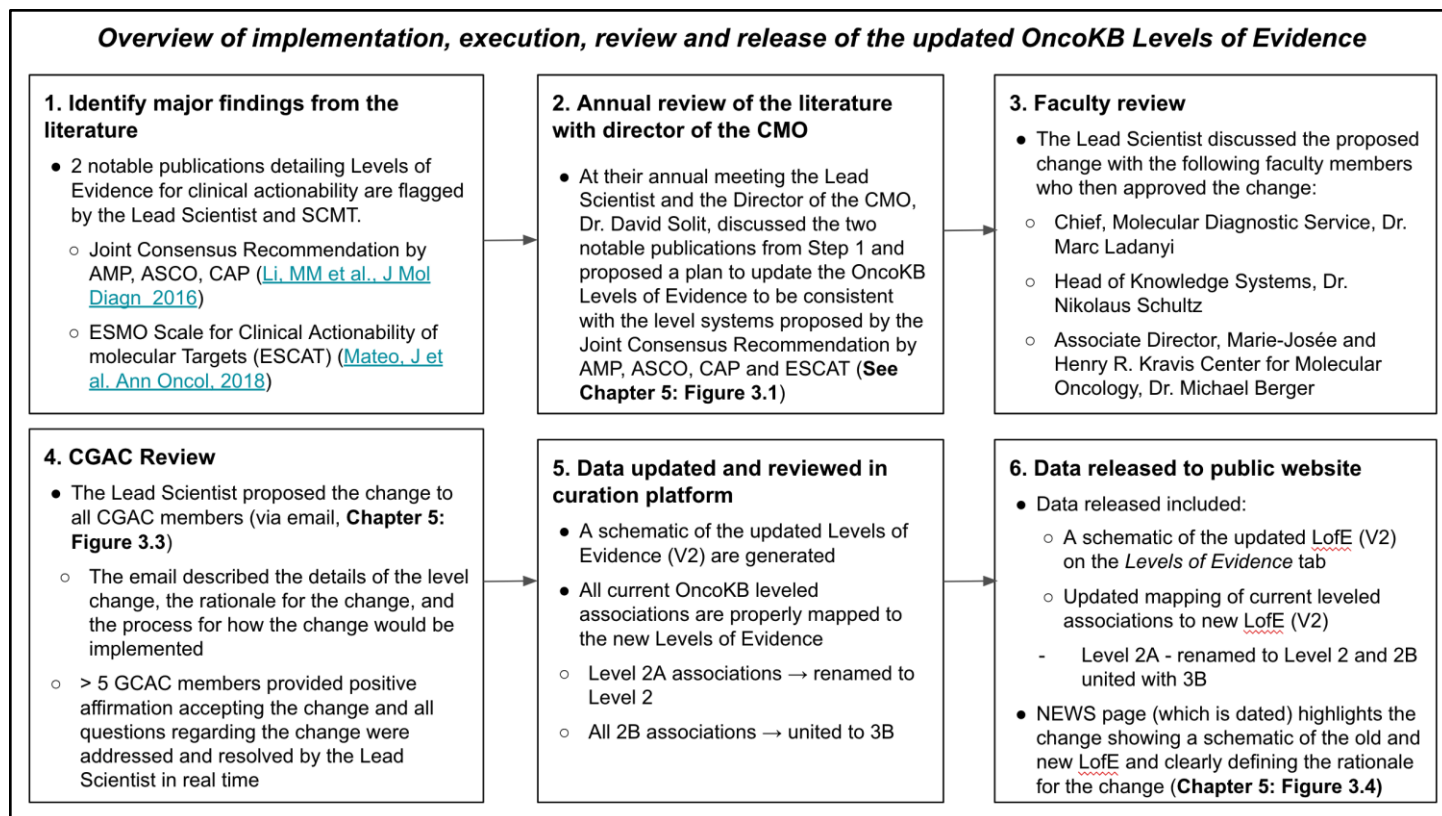 Overview of implementation, execution, review and release of the updated OncoKB Levels of Evidence
1. Identify major findings from the
literature
● 2 notable publications detailing Levels of
Evidence for clinical actionability are flagged
by the Lead Scientist and SCMT.
○ Joint Consensus Recommendation by
AMP, ASCO, CAP (Li, MM et al., J Mol
Diagn 2016)
○ ESMO Scale for Clinical Actionability of
molecular Targets (ESCAT) (Mateo, J et
al. Ann Oncol, 2018)
2. Annual review of the literature
with director of the CMO
● At their annual meeting the Lead
Scientist and the Director of the CMO,
Dr. David Solit, discussed the two
notable publications from Step 1 and
proposed a plan to update the OncoKB
Levels of Evidence to be consistent
with the level systems proposed by the
Joint Consensus Recommendation by
AMP, ASCO, CAP and ESCAT (See
Chapter 5: Figure 3.1)
3. Faculty review
● The Lead Scientist discussed the proposed
change with the following faculty members
who then approved the change:
○ Chief, Molecular Diagnostic Service, Dr.
Marc Ladanyi
○ Head of Knowledge Systems, Dr.
Nikolaus Schultz
○ Associate Director, Marie-Josée and
Henry R. Kravis Center for Molecular
Oncology, Dr. Michael Berger
4. CGAC Review
● The Lead Scientist proposed the change to
all CGAC members (via email, Chapter 5:
Figure 3.3)
○ The email described the details of the level
change, the rationale for the change, and
the process for how the change would be
implemented
○ > 5 GCAC members provided positive
affirmation accepting the change and all
questions regarding the change were
addressed and resolved by the Lead
Scientist in real time
5. Data updated and reviewed in
curation platform
● A schematic of the updated Levels of
Evidence (V2) are generated
● All current OncoKB leveled
associations are properly mapped to
the new Levels of Evidence
○ Level 2A associations → renamed to
Level 2
○ All 2B associations → united to 3B
6. Data released to public website
● Data released included:
○ A schematic of the updated LofE (V2)
on the Levels of Evidence tab
○ Updated mapping of current leveled
associations to new LofE (V2)
- Level 2A - renamed to Level 2 and 2B
united with 3B
● NEWS page (which is dated) highlights the
change showing a schematic of the old and
new LofE and clearly defining the rationale
for the change (Chapter 5: Figure 3.4)